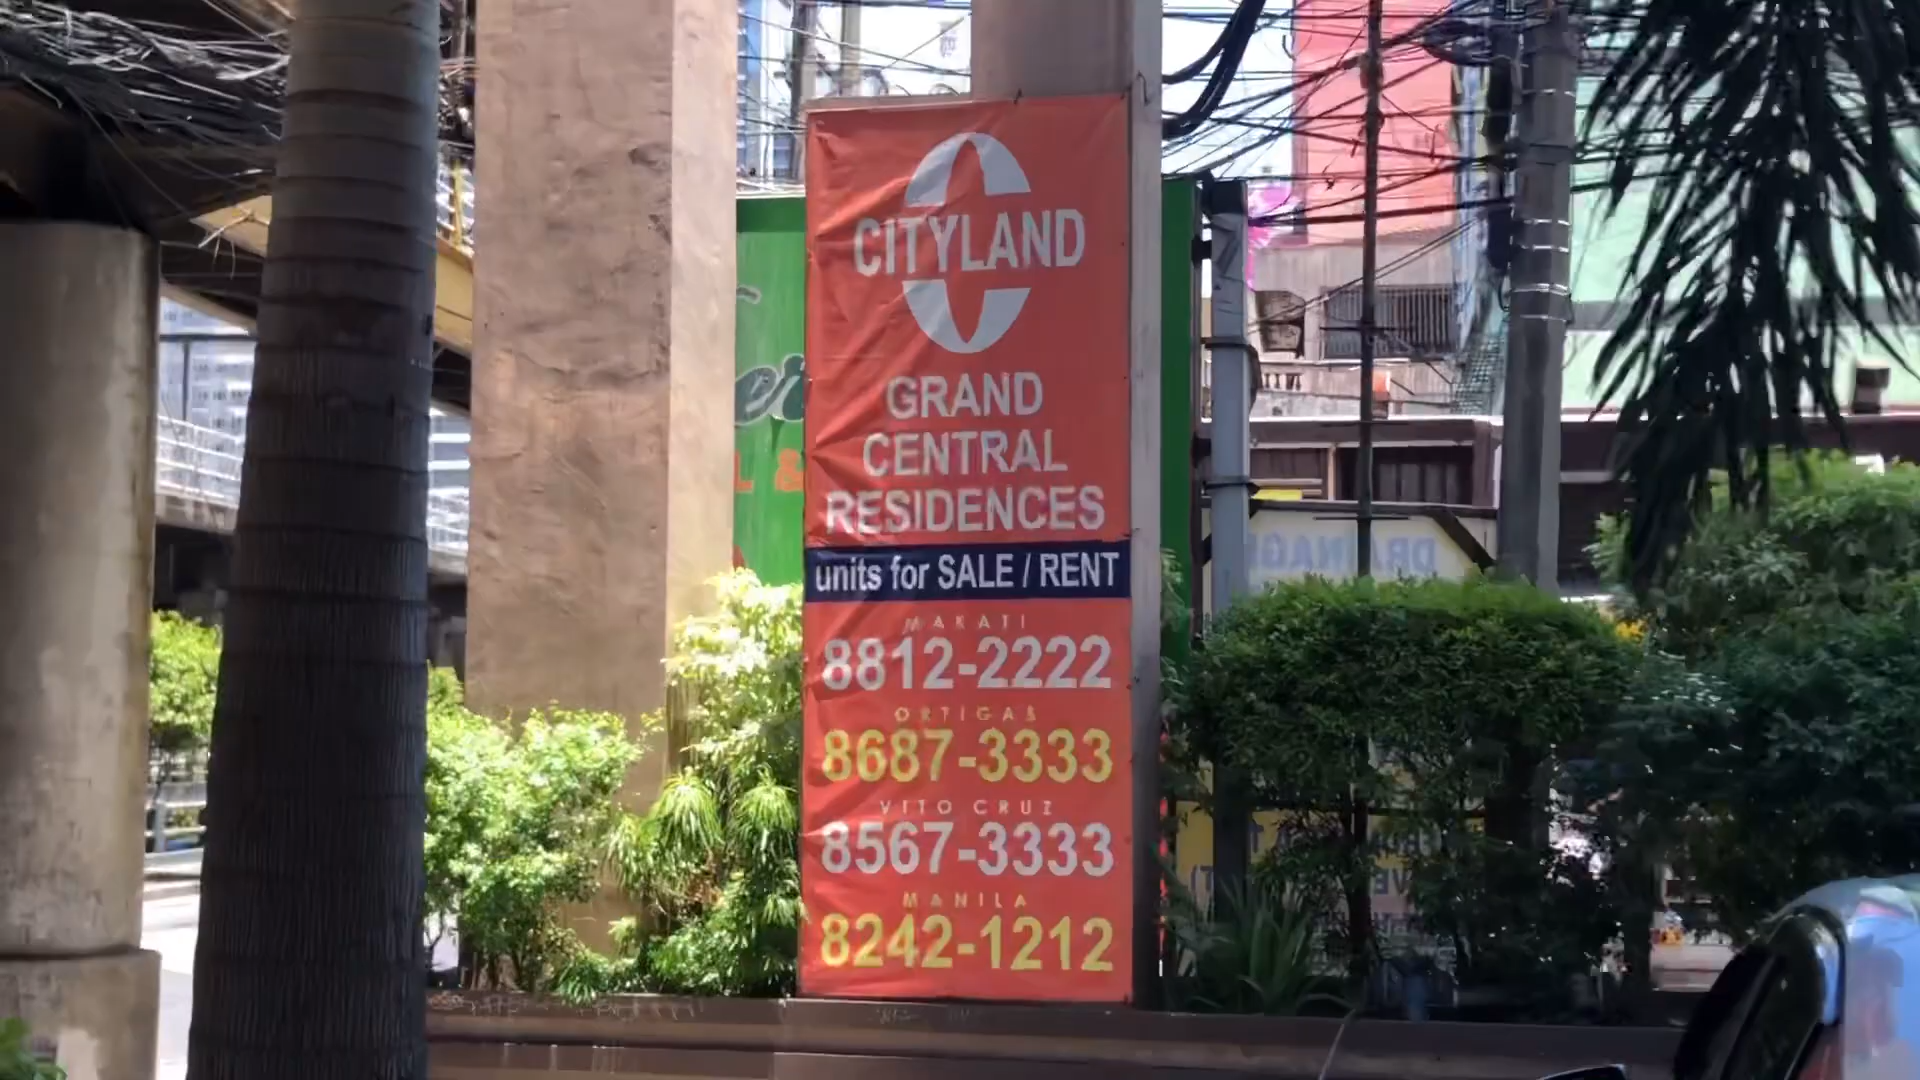 CITYLAND
GRAND
CENTRAL
RESIDENCES
units for SALE / RENT
MAKATI
8812-2222
ORTIGAS
8687-3333
VITO CRUZ
8567-3333
MANILA
8242-1212
er
L &